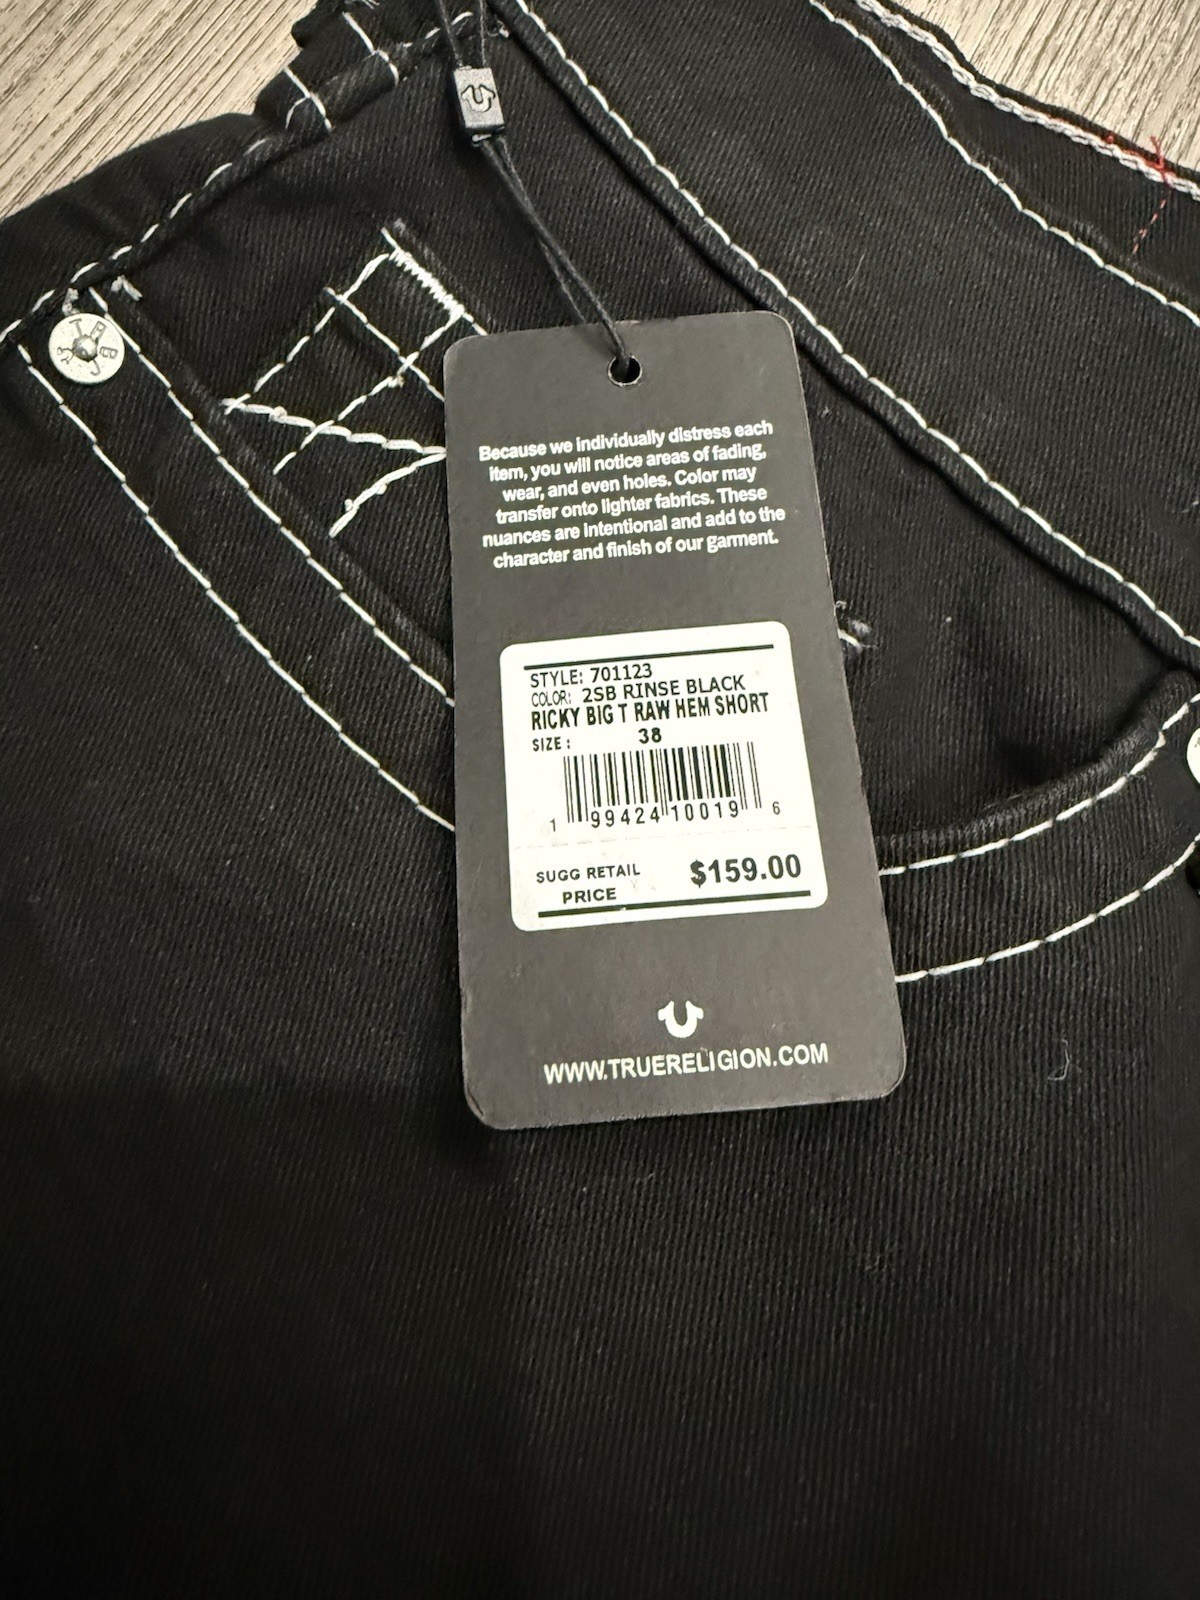 TRBJ
Because we individually distress each
item, you will notice areas of fading,
wear, and even holes. Color may
transfer onto lighter fabrics. These
nuances are intentional and add to the
character and finish of our garment.
STYLE: 701123
COLOR: 2SB RINSE BLACK
RICKY BIG T RAW HEM SHORT
SIZE : 38
1 99424 10019 6
SUGG RETAIL
PRICE
$159.00
WWW.TRUERELIGION.COM